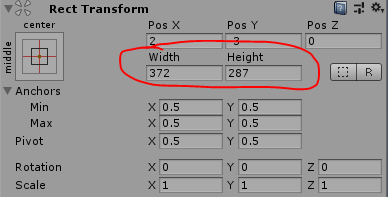 Rect Transform
center
middle
Pos X Pos Y Pos Z
2 3 0
Width Height
372 287
R
Anchors
Min X 0.5 Y 0.5
Max X 0.5 Y 0.5
Pivot X 0.5 Y 0.5
Rotation X 0 Y 0 Z 0
Scale X 1 Y 1 Z 1